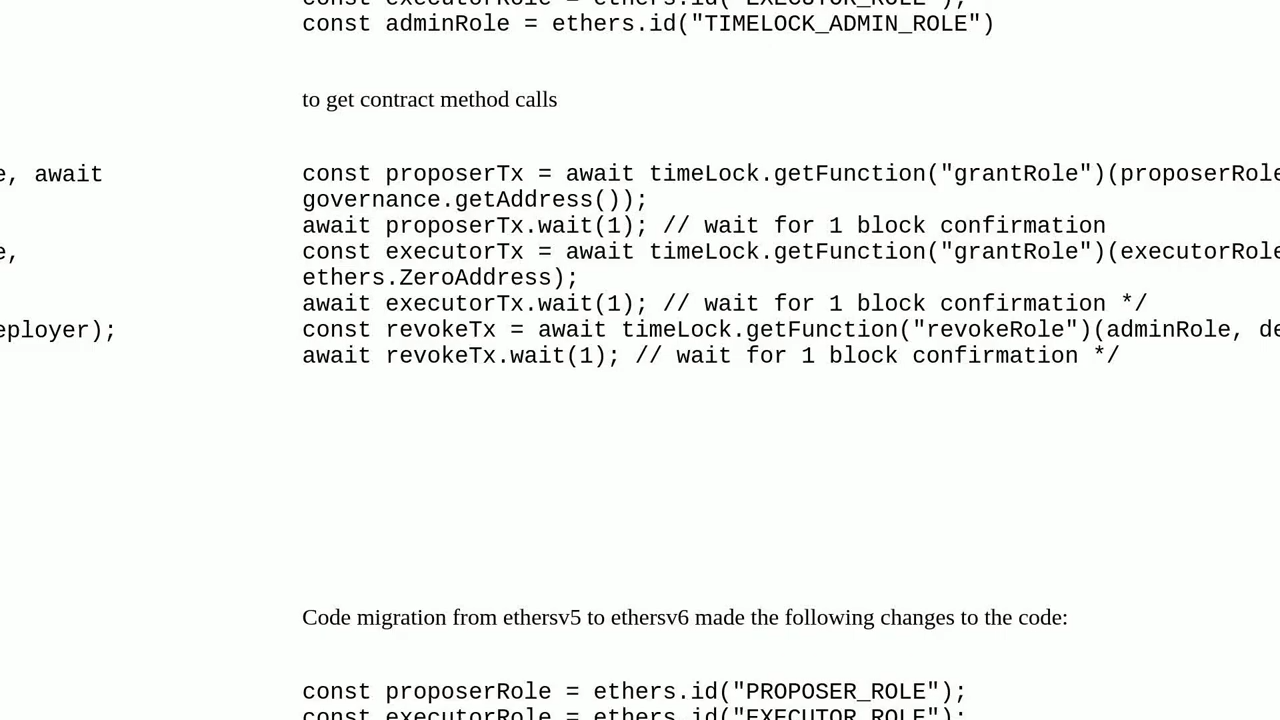 const executorRole = ethers.id("EXECUTOR_ROLE");
const adminRole = ethers.id("TIMELOCK_ADMIN_ROLE")
to get contract method calls
e, await
e,
eployer);
const proposerTx = await timeLock.getFunction("grantRole")(proposerRole
governance.getAddress());
await proposerTx.wait(1); // wait for 1 block confirmation
const executorTx = await timeLock.getFunction("grantRole")(executorRole
ethers.ZeroAddress);
await executorTx.wait(1); // wait for 1 block confirmation */
const revokeTx = await timeLock.getFunction("revokeRole")(adminRole, de
await revokeTx.wait(1); // wait for 1 block confirmation */
Code migration from ethersv5 to ethersv6 made the following changes to the code:
const proposerRole = ethers.id("PROPOSER_ROLE");
const executorRole = ethers.id("EXECUTOR_ROLE");